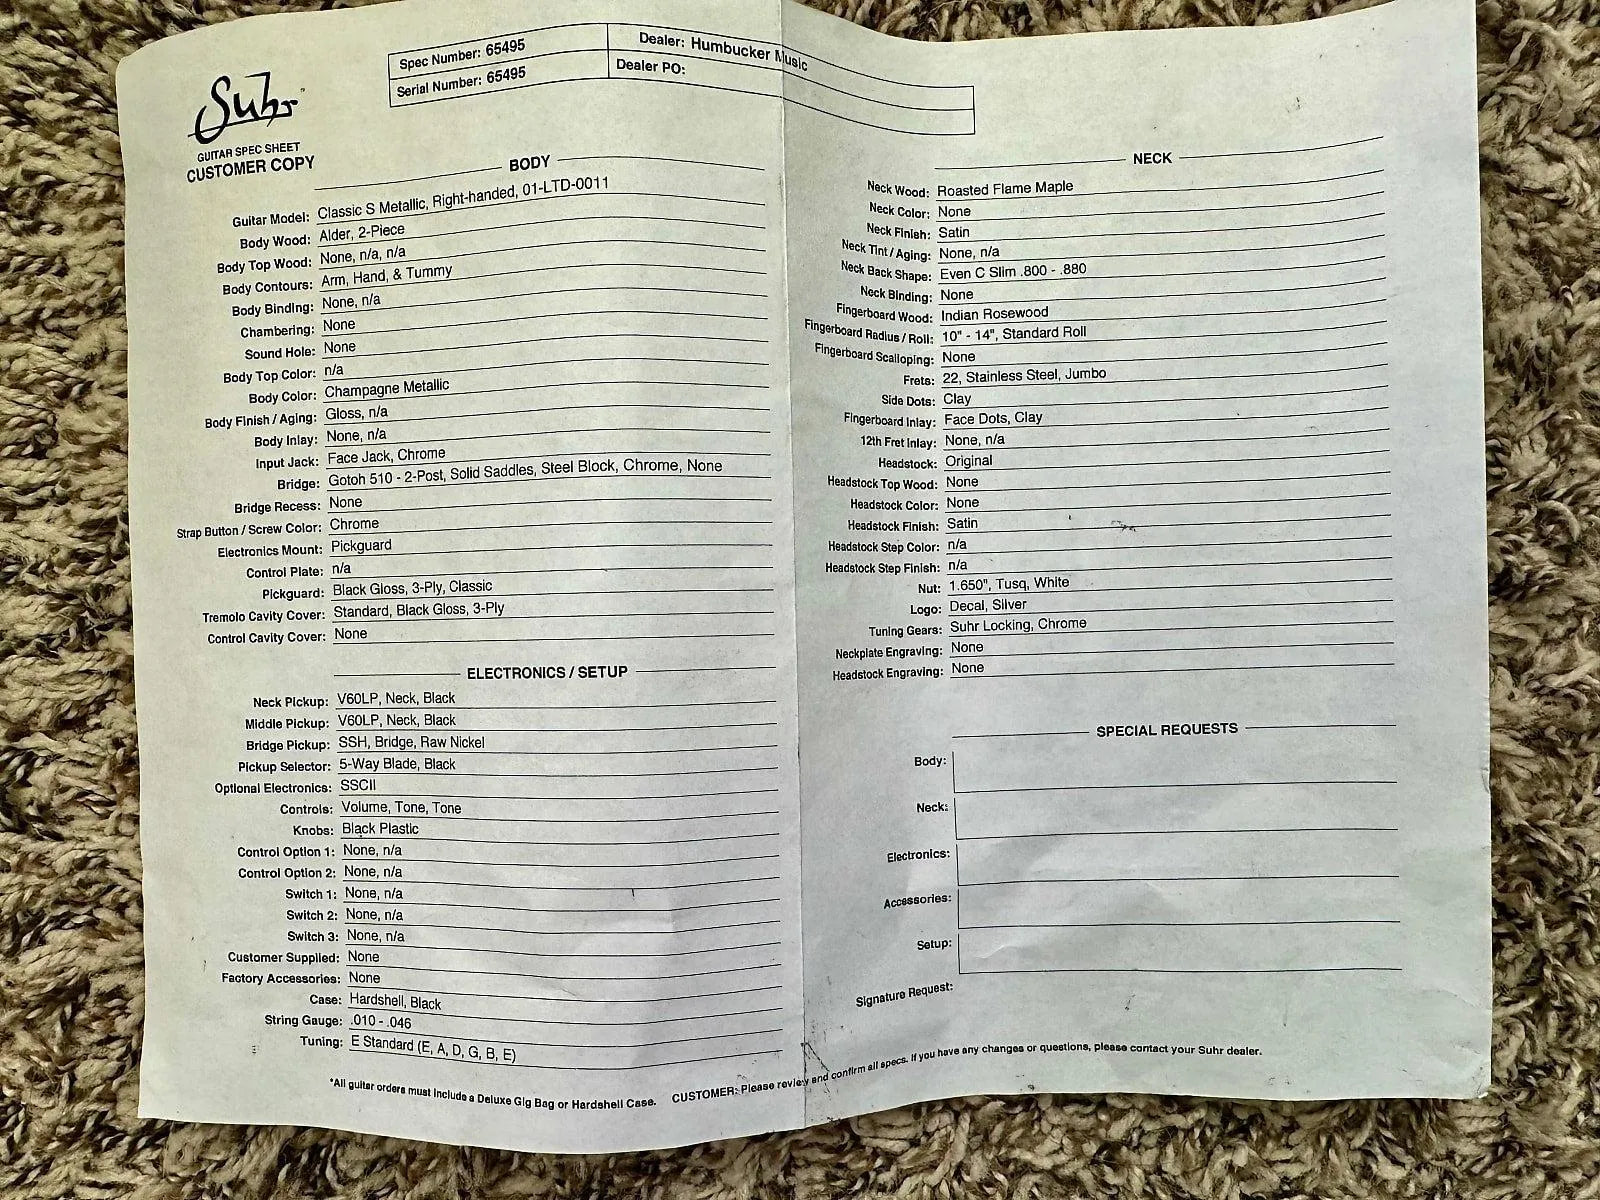 Spec Number: 65495
Dealer: Humbucker Music
Serial Number: 65495
Dealer PO:
Suhr
GUITAR SPEC SHEET
CUSTOMER COPY
BODY
Guitar Model: Classic S Metallic, Right-handed, 01-LTD-0011
Body Wood: Alder, 2-Piece
Body Top Wood: None, n/a, n/a
Body Contours: Arm, Hand, & Tummy
Body Binding: None, n/a
Chambering: None
Sound Hole: None
Body Top Color: n/a
Body Color: Champagne Metallic
Body Finish / Aging: Gloss, n/a
Body Inlay: None, n/a
Input Jack: Face Jack, Chrome
Bridge: Gotoh 510 - 2-Post, Solid Saddles, Steel Block, Chrome, None
Bridge Recess: None
Strap Button / Screw Color: Chrome
Electronics Mount: Pickguard
Control Plate: n/a
Pickguard: Black Gloss, 3-Ply, Classic
Tremolo Cavity Cover: Standard, Black Gloss, 3-Ply
Control Cavity Cover: None
ELECTRONICS / SETUP
Neck Pickup: V60LP, Neck, Black
Middle Pickup: V60LP, Neck, Black
Bridge Pickup: SSH, Bridge, Raw Nickel
Pickup Selector: 5-Way Blade, Black
Optional Electronics: SSCII
Controls: Volume, Tone, Tone
Knobs: Black Plastic
Control Option 1: None, n/a
Control Option 2: None, n/a
Switch 1: None, n/a
Switch 2: None, n/a
Switch 3: None, n/a
Customer Supplied: None
Factory Accessories: None
Case: Hardshell, Black
String Gauge: .010 - .046
Tuning: E Standard (E, A, D, G, B, E)
NECK
Neck Wood: Roasted Flame Maple
Neck Color: None
Neck Finish: Satin
Neck Tint / Aging: None, n/a
Neck Back Shape: Even C Slim .800 - .880
Neck Binding: None
Fingerboard Wood: Indian Rosewood
Fingerboard Radius / Roll: 10" - 14", Standard Roll
Fingerboard Scalloping: None
Frets: 22, Stainless Steel, Jumbo
Side Dots: Clay
Fingerboard Inlay: Face Dots, Clay
12th Fret Inlay: None, n/a
Headstock: Original
Headstock Top Wood: None
Headstock Color: None
Headstock Finish: Satin
Headstock Step Color: n/a
Headstock Step Finish: n/a
Nut: 1.650", Tusq, White
Logo: Decal, Silver
Tuning Gears: Suhr Locking, Chrome
Neckplate Engraving: None
Headstock Engraving: None
SPECIAL REQUESTS
Body:
Neck:
Electronics:
Accessories:
Setup:
Signature Request:
*All guitar orders must include a Deluxe Gig Bag or Hardshell Case. CUSTOMER: Please review and confirm all specs. If you have any changes or questions, please contact your Suhr dealer.